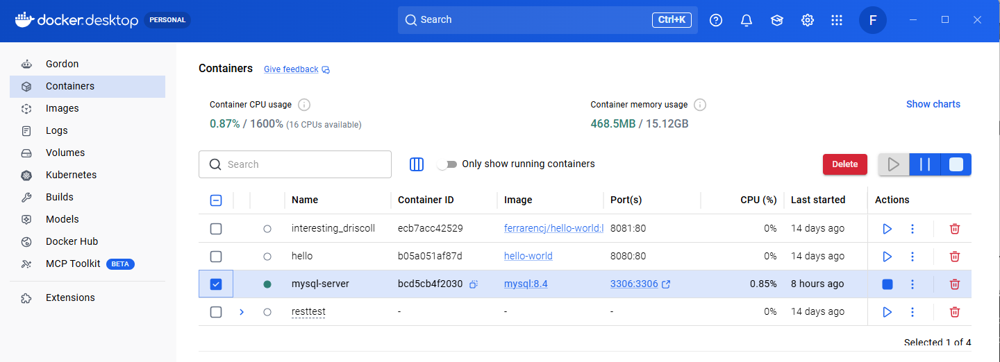 docker desktop PERSONAL
Search Ctrl+K
F
Gordon
Containers
Images
Logs
Volumes
Kubernetes
Builds
Models
Docker Hub
MCP Toolkit BETA
Extensions
Containers Give feedback
Container CPU usage
0.87% / 1600% (16 CPUs available)
Container memory usage
468.5MB / 15.12GB
Show charts
Search
Only show running containers
Delete
Name Container ID Image Port(s) CPU (%) Last started Actions
interesting_driscoll ecb7acc42529 ferrarencj/hello-world:l 8081:80 0% 14 days ago
hello b05a051af87d hello-world 8080:80 0% 14 days ago
mysql-server bcd5cb4f2030 mysql:8.4 3306:3306 0.85% 8 hours ago
resttest - - - 0% 14 days ago
Selected 1 of 4